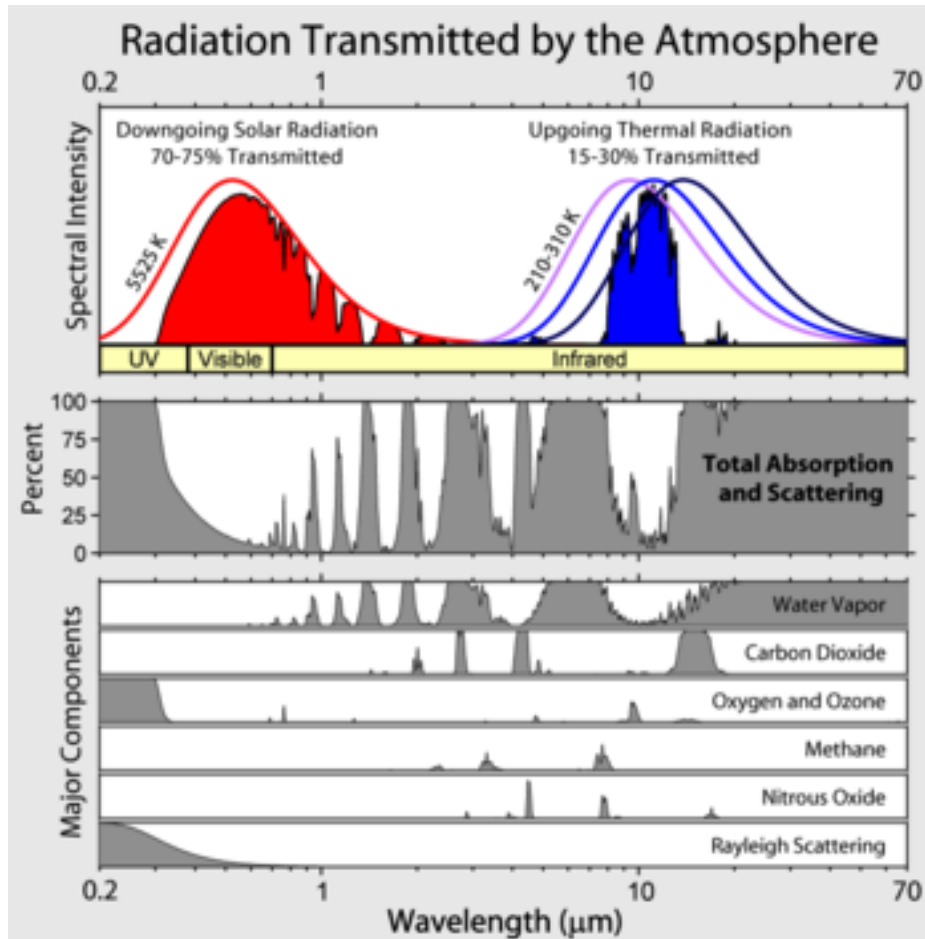 Radiation Transmitted by the Atmosphere
0.2 1 10 70
Spectral Intensity
Downgoing Solar Radiation
70-75% Transmitted
Upgoing Thermal Radiation
15-30% Transmitted
5525 K
210-310 K
UV Visible Infrared
Percent
100
75
50
25
0
Total Absorption
and Scattering
Major Components
Water Vapor
Carbon Dioxide
Oxygen and Ozone
Methane
Nitrous Oxide
Rayleigh Scattering
0.2 1 10 70
Wavelength (μm)